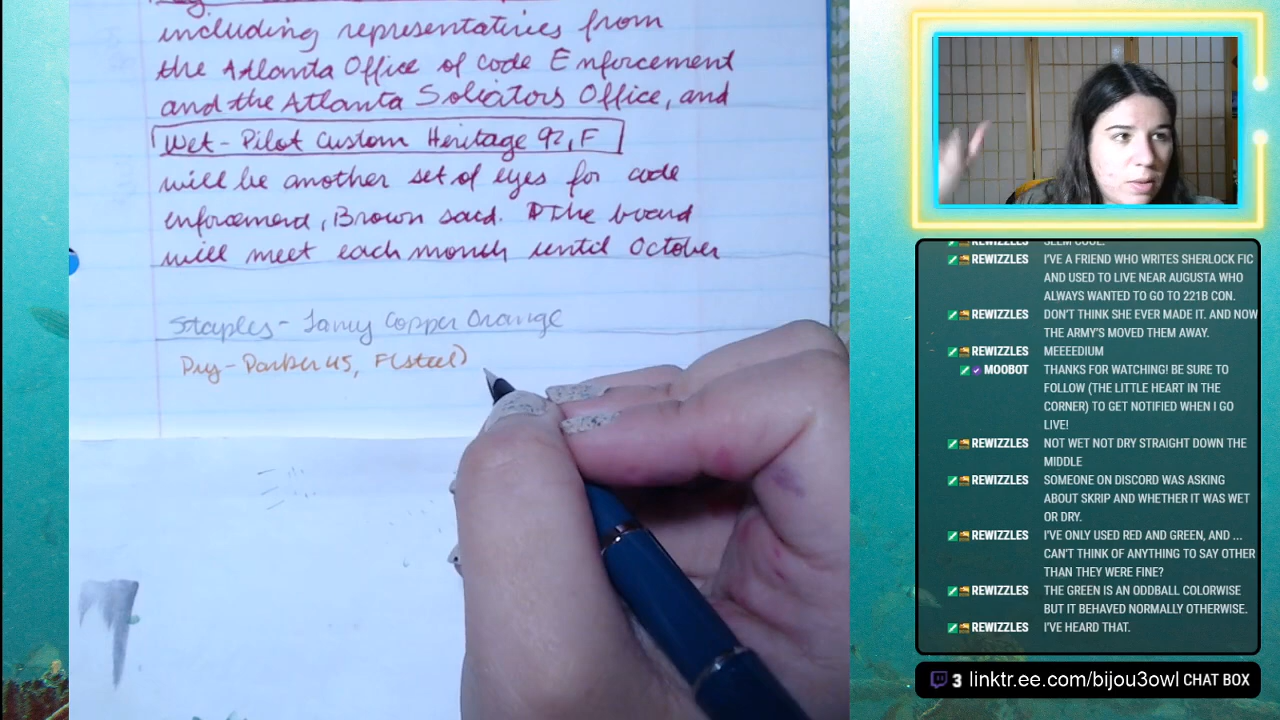 including representatives from
the Atlanta Office of Code Enforcement
and the Atlanta Solicitors Office, and
Wet - Pilot Custom Heritage 92, F
will be another set of eyes for code
enforcement, Brown said. The board
will meet each month until October
Staples - Lamy Copper Orange
Dry - Parker 45, F (steel)
REWIZZLES SEEM COOL.
REWIZZLES I'VE A FRIEND WHO WRITES SHERLOCK FIC
AND USED TO LIVE NEAR AUGUSTA WHO
ALWAYS WANTED TO GO TO 221B CON.
REWIZZLES DON'T THINK SHE EVER MADE IT. AND NOW
THE ARMY'S MOVED THEM AWAY.
REWIZZLES MEEEEDIUM
MOOBOT THANKS FOR WATCHING! BE SURE TO
FOLLOW (THE LITTLE HEART IN THE
CORNER) TO GET NOTIFIED WHEN I GO
LIVE!
REWIZZLES NOT WET NOT DRY STRAIGHT DOWN THE
MIDDLE
REWIZZLES SOMEONE ON DISCORD WAS ASKING
ABOUT SKRIP AND WHETHER IT WAS WET
OR DRY.
REWIZZLES I'VE ONLY USED RED AND GREEN, AND ...
CAN'T THINK OF ANYTHING TO SAY OTHER
THAN THEY WERE FINE?
REWIZZLES THE GREEN IS AN ODDBALL COLORWISE
BUT IT BEHAVED NORMALLY OTHERWISE.
REWIZZLES I'VE HEARD THAT.
3 linktr.ee.com/bijou3owl CHAT BOX